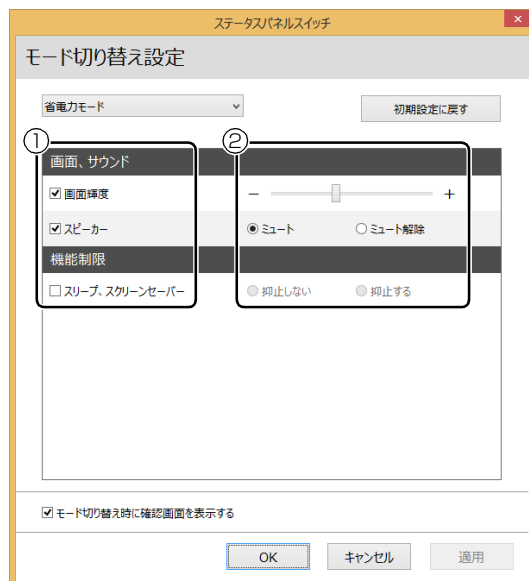 ステータスパネルスイッチ
×
モード切り替え設定
省電力モード
初期設定に戻す
① ②
画面、サウンド
画面輝度 − +
スピーカー ミュート ミュート解除
機能制限
スリープ、スクリーンセーバー 抑止しない 抑止する
モード切り替え時に確認画面を表示する
OK キャンセル 適用